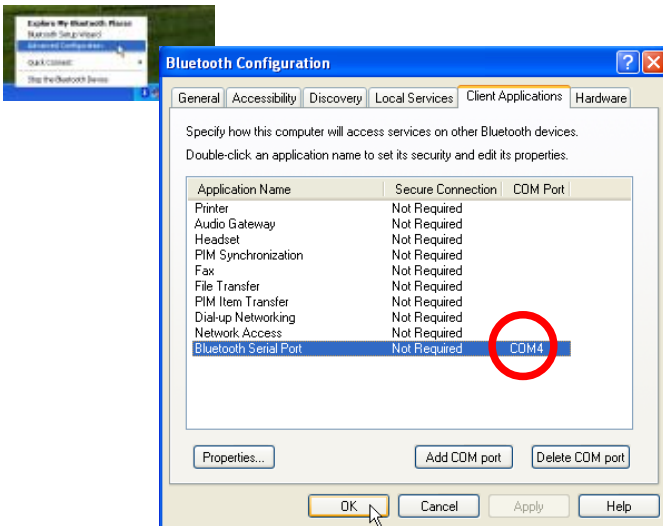 Explore My Bluetooth Places
Bluetooth Setup Wizard
Advanced Configuration
Quick Connect
Stop the Bluetooth Device
Bluetooth Configuration
General Accessibility Discovery Local Services Client Applications Hardware
Specify how this computer will access services on other Bluetooth devices.
Double-click an application name to set its security and edit its properties.
Application Name Secure Connection COM Port
Printer Not Required
Audio Gateway Not Required
Headset Not Required
PIM Synchronization Not Required
Fax Not Required
File Transfer Not Required
PIM Item Transfer Not Required
Dial-up Networking Not Required
Network Access Not Required
Bluetooth Serial Port Not Required COM4
Properties... Add COM port Delete COM port
OK Cancel Apply Help